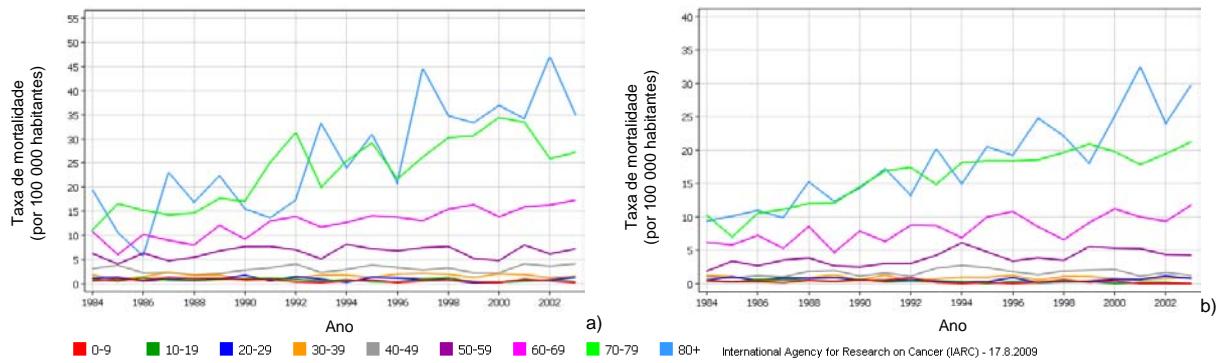 Taxa de mortalidade
(por 100 000 habitantes)
55
50
45
40
35
30
25
20
15
10
5
0
1984 1986 1988 1990 1992 1994 1996 1998 2000 2002
Ano
a)
Taxa de mortalidade
(por 100 000 habitantes)
40
35
30
25
20
15
10
5
0
1984 1986 1988 1990 1992 1994 1996 1998 2000 2002
Ano
b)
0-9 10-19 20-29 30-39 40-49 50-59 60-69 70-79 80+ International Agency for Research on Cancer (IARC) - 17.8.2009